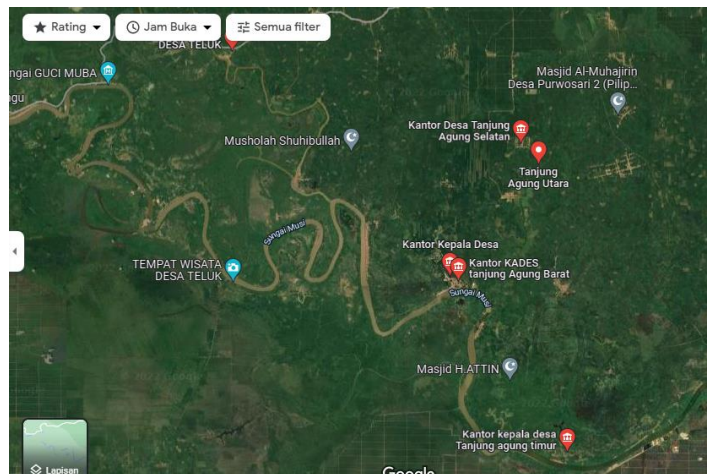 Rating
Jam Buka
Semua filter
DESA TELUK
ngai GUCI MUBA
gu
Masjid Al-Muhajirin
Desa Purwosari 2 (Pilip...
Kantor Desa Tanjung
Agung Selatan
Musholah Shuhibullah
Tanjung
Agung Utara
Sungai Musi
Kantor Kepala Desa
TEMPAT WISATA
DESA TELUK
Kantor KADES
tanjung Agung Barat
Sungai Musi
Masjid H.ATTIN
Kantor kepala desa
Tanjung agung timur
Lapisan
Google